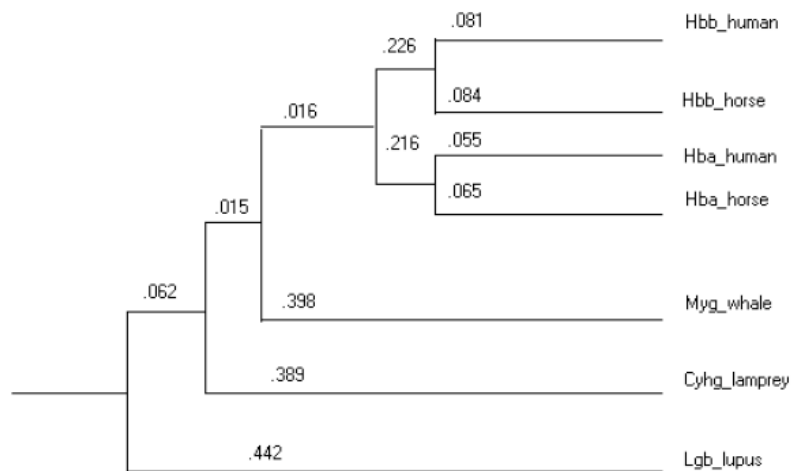 .081
Hbb_human
.226
.084
Hbb_horse
.016
.216
.055
Hba_human
.065
Hba_horse
.015
.062
.398
Myg_whale
.389
Cyhg_lamprey
.442
Lgb_lupus